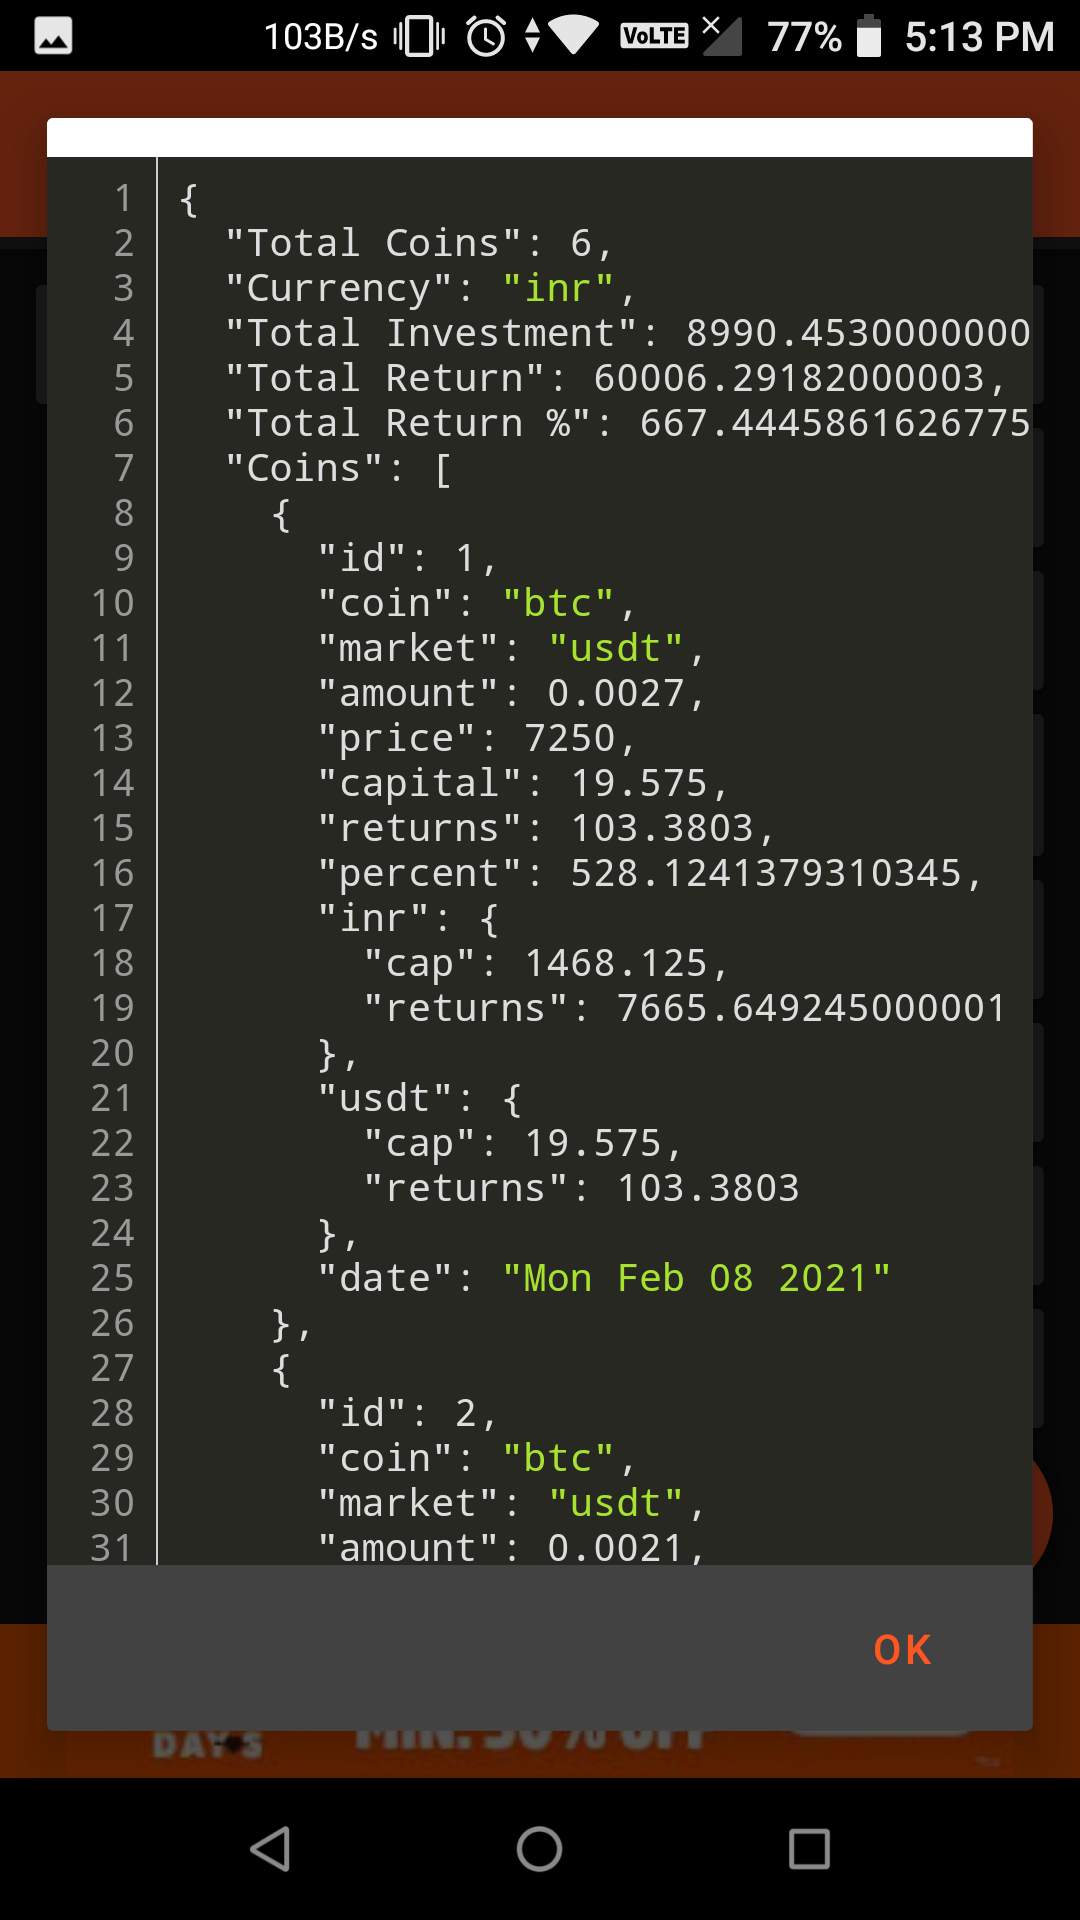 103B/s VoLTE 77% 5:13 PM
1 {
2 "Total Coins": 6,
3 "Currency": "inr",
4 "Total Investment": 8990.4530000000
5 "Total Return": 60006.29182000003,
6 "Total Return %": 667.4445861626775
7 "Coins": [
8 {
9 "id": 1,
10 "coin": "btc",
11 "market": "usdt",
12 "amount": 0.0027,
13 "price": 7250,
14 "capital": 19.575,
15 "returns": 103.3803,
16 "percent": 528.1241379310345,
17 "inr": {
18 "cap": 1468.125,
19 "returns": 7665.649245000001
20 },
21 "usdt": {
22 "cap": 19.575,
23 "returns": 103.3803
24 },
25 "date": "Mon Feb 08 2021"
26 },
27 {
28 "id": 2,
29 "coin": "btc",
30 "market": "usdt",
31 "amount": 0.0021,
OK
DAYS MIN. 50% OFF